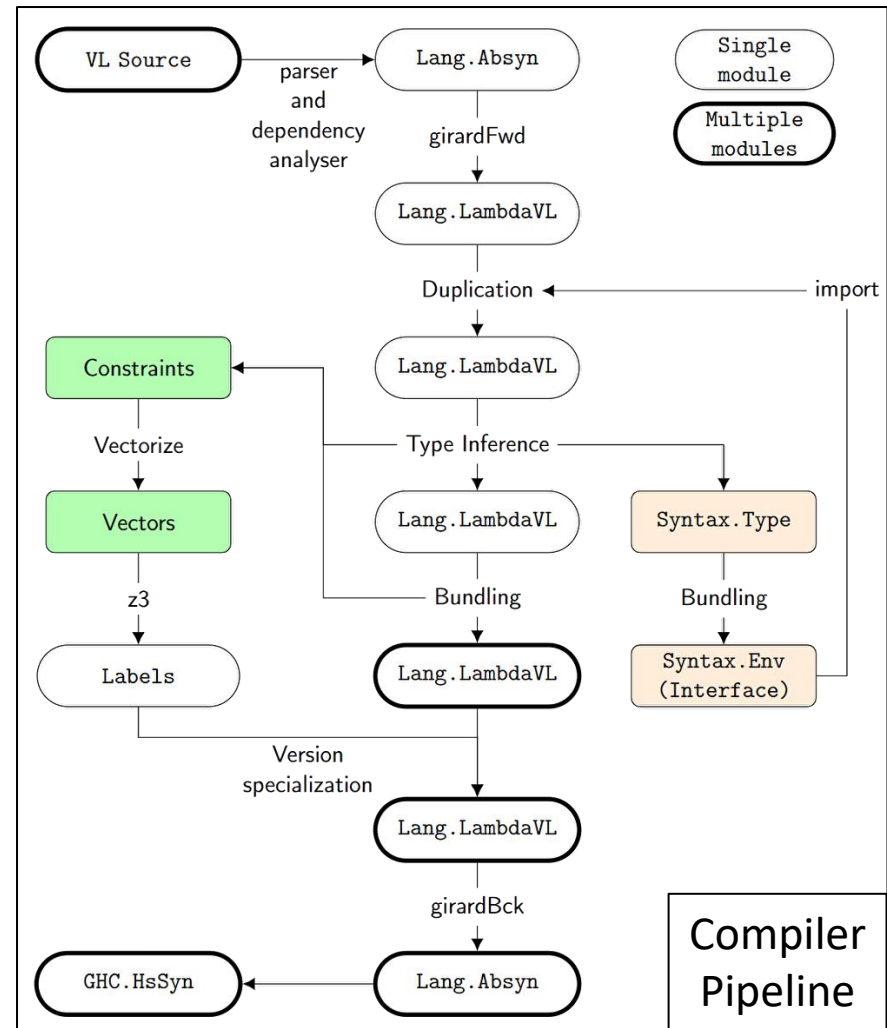 VL Source
parser
and
dependency
analyser
Lang.Absyn
Single
module
Multiple
modules
girardFwd
Lang.LambdaVL
Duplication
import
Lang.LambdaVL
Constraints
Vectorize
Type Inference
Vectors
Lang.LambdaVL
Syntax.Type
z3
Bundling
Bundling
Labels
Lang.LambdaVL
Syntax.Env
(Interface)
Version
specialization
Lang.LambdaVL
girardBck
GHC.HsSyn
Lang.Absyn
Compiler
Pipeline